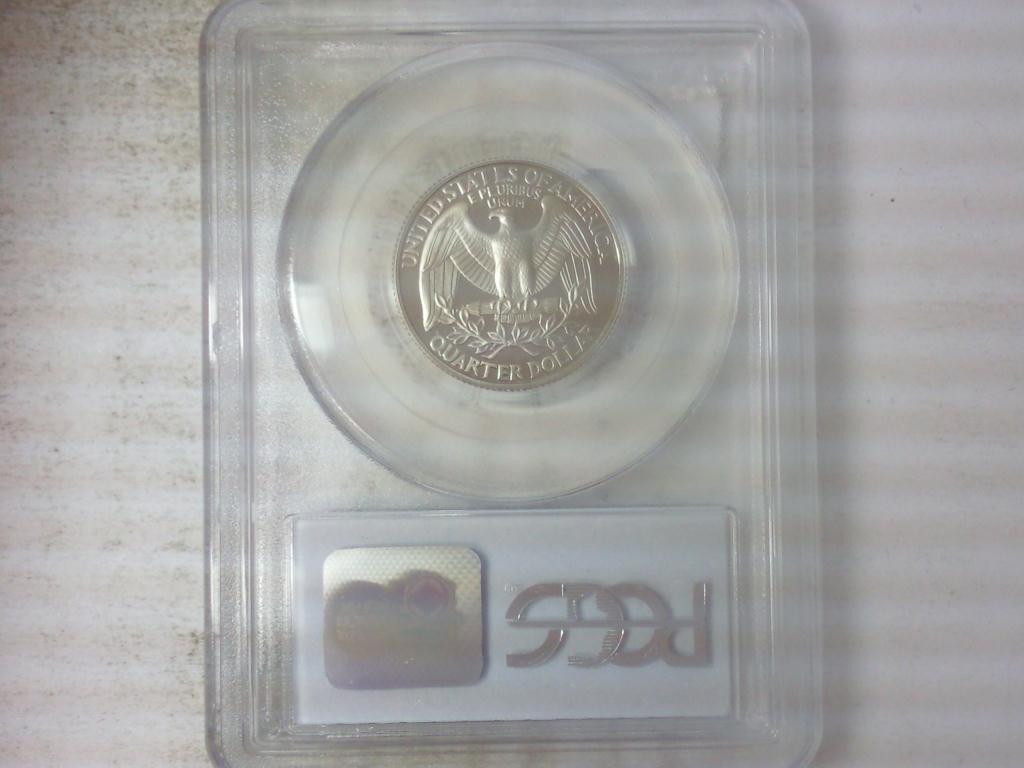 UNITED STATES OF AMERICA
E PLURIBUS
UNUM
QUARTER DOLLAR
PCGS